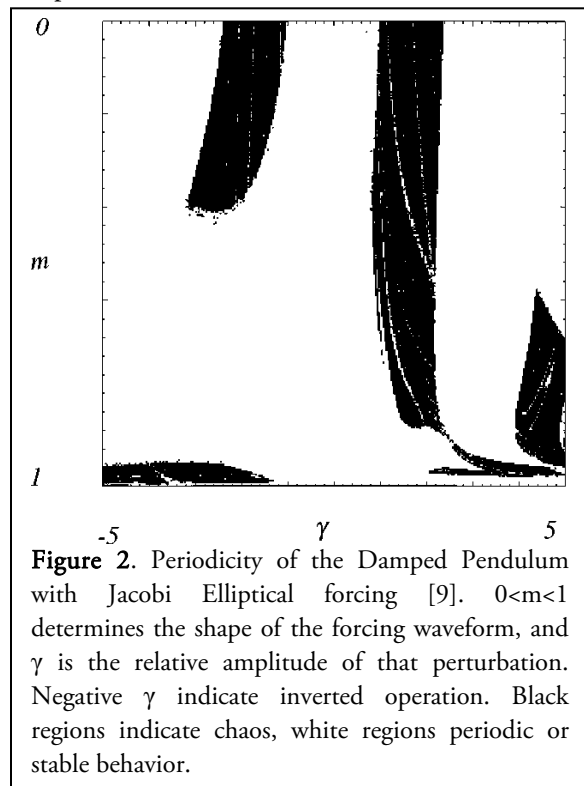 0
m
1
-5 γ 5
Figure 2. Periodicity of the Damped Pendulum
with Jacobi Elliptical forcing [9]. 0<m<1
determines the shape of the forcing waveform, and
γ is the relative amplitude of that perturbation.
Negative γ indicate inverted operation. Black
regions indicate chaos, white regions periodic or
stable behavior.